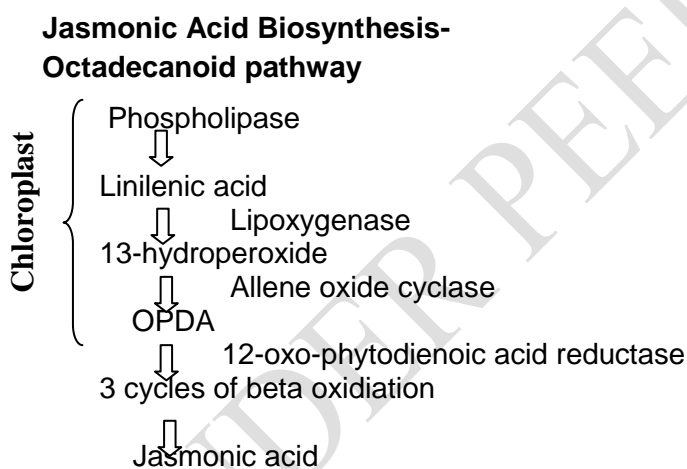 Jasmonic Acid Biosynthesis-
Octadecanoid pathway
Chloroplast
Phospholipase
Linilenic acid
Lipoxygenase
13-hydroperoxide
Allene oxide cyclase
OPDA
12-oxo-phytodienoic acid reductase
3 cycles of beta oxidiation
Jasmonic acid